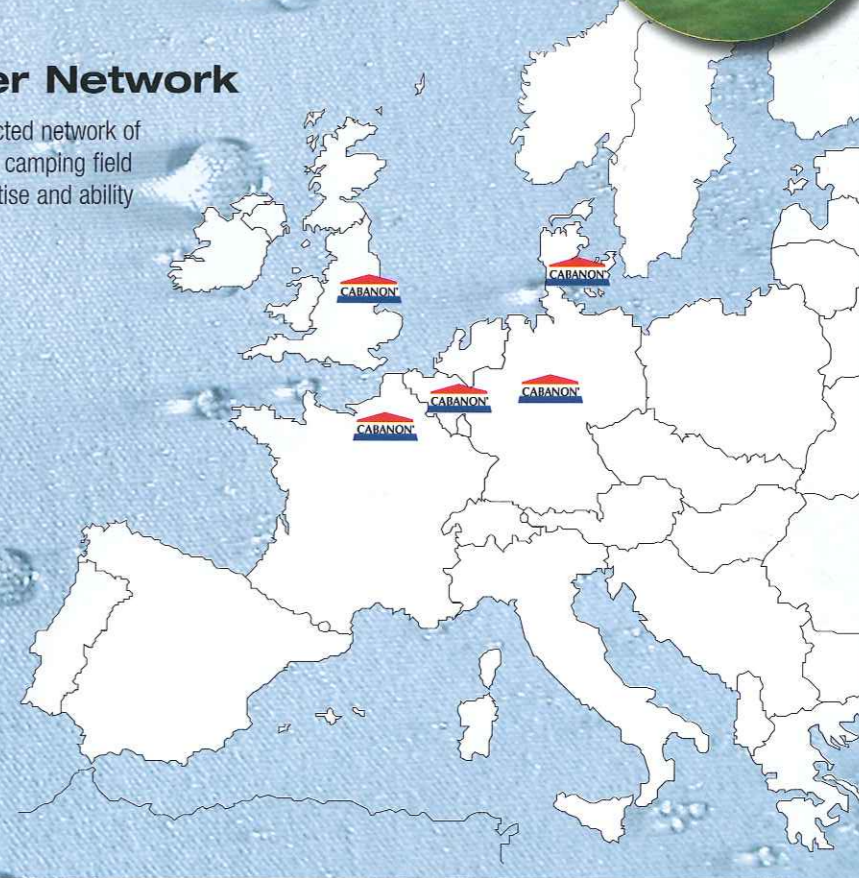 er Network
cted network of
camping field
tise and ability
CABANON
CABANON
CABANON
CABANON
CABANON